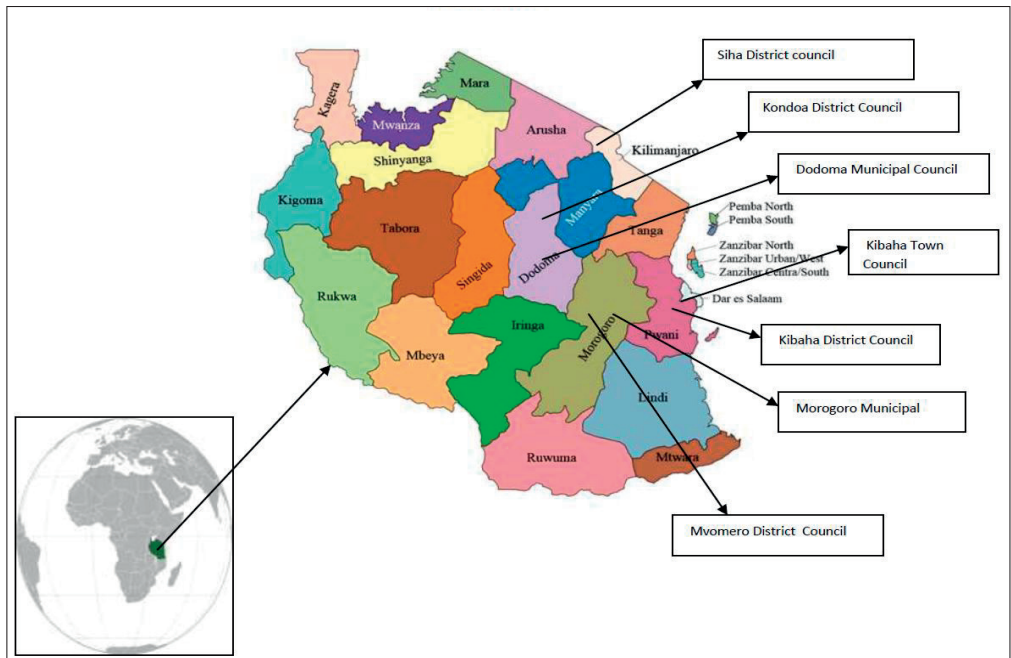 Siha District council
Kondoa District Council
Dodoma Municipal Council
Kibaha Town
Council
Kibaha District Council
Morogoro Municipal
Mvomero District Council
Kagera
Mara
Mwanza
Arusha
Shinyanga
Kilimanjaro
Kigoma
Tabora
Singida
Manyara
Dodoma
Tanga
Pemba North
Pemba South
Zanzibar North
Zanzibar Urban/West
Zanzibar Centra/South
Dar es Salaam
Rukwa
Mbeya
Iringa
Morogoro
Pwani
Lindi
Ruwuma
Mtwara